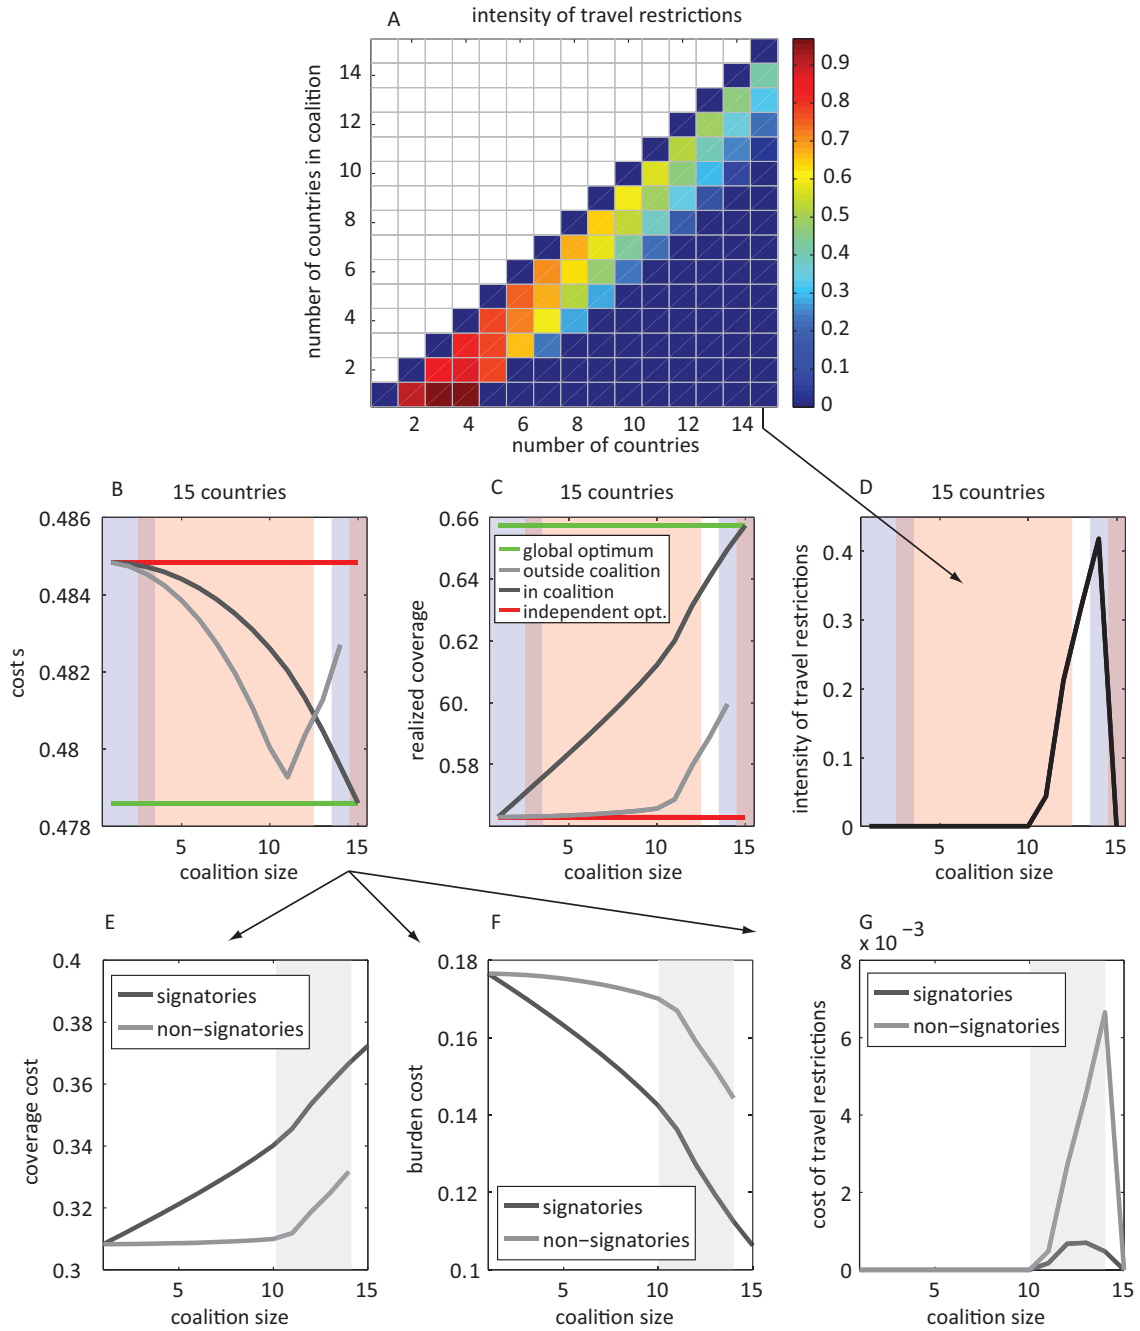 A
intensity of travel restrictions
number of countries in coalition
14
12
10
8
6
4
2
2 4 6 8 10 12 14
number of countries
0.9
0.8
0.7
0.6
0.5
0.4
0.3
0.2
0.1
0
B
15 countries
cost s
0.486
0.484
0.482
0.48
0.478
5 10 15
coalition size
C
15 countries
realized coverage
0.66
0.64
0.62
60.
0.58
global optimum
outside coalition
in coalition
independent opt.
5 10 15
coalition size
D
15 countries
intensity of travel restrictions
0.4
0.3
0.2
0.1
0
5 10 15
coalition size
E
coverage cost
0.4
0.38
0.36
0.34
0.32
0.3
signatories
non-signatories
5 10 15
coalition size
F
burden cost
0.18
0.16
0.14
0.12
0.1
signatories
non-signatories
5 10 15
coalition size
G
x 10 -3
cost of travel restrictions
8
6
4
2
0
signatories
non-signatories
5 10 15
coalition size